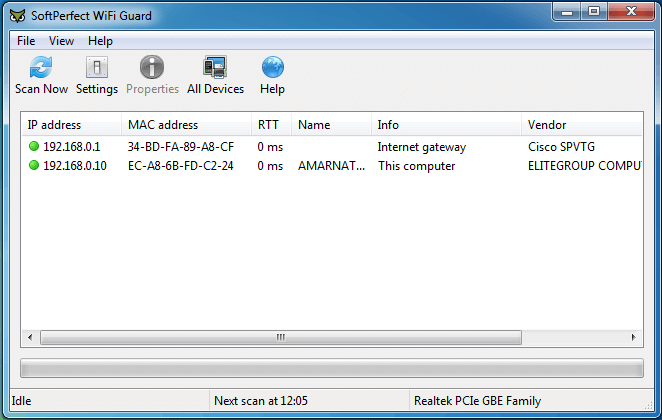 SoftPerfect WiFi Guard
File View Help
Scan Now Settings Properties All Devices Help
IP address MAC address RTT Name Info Vendor
192.168.0.1 34-BD-FA-89-A8-CF 0 ms Internet gateway Cisco SPVTG
192.168.0.10 EC-A8-6B-FD-C2-24 0 ms AMARNAT... This computer ELITEGROUP COMPU
Idle Next scan at 12:05 Realtek PCIe GBE Family